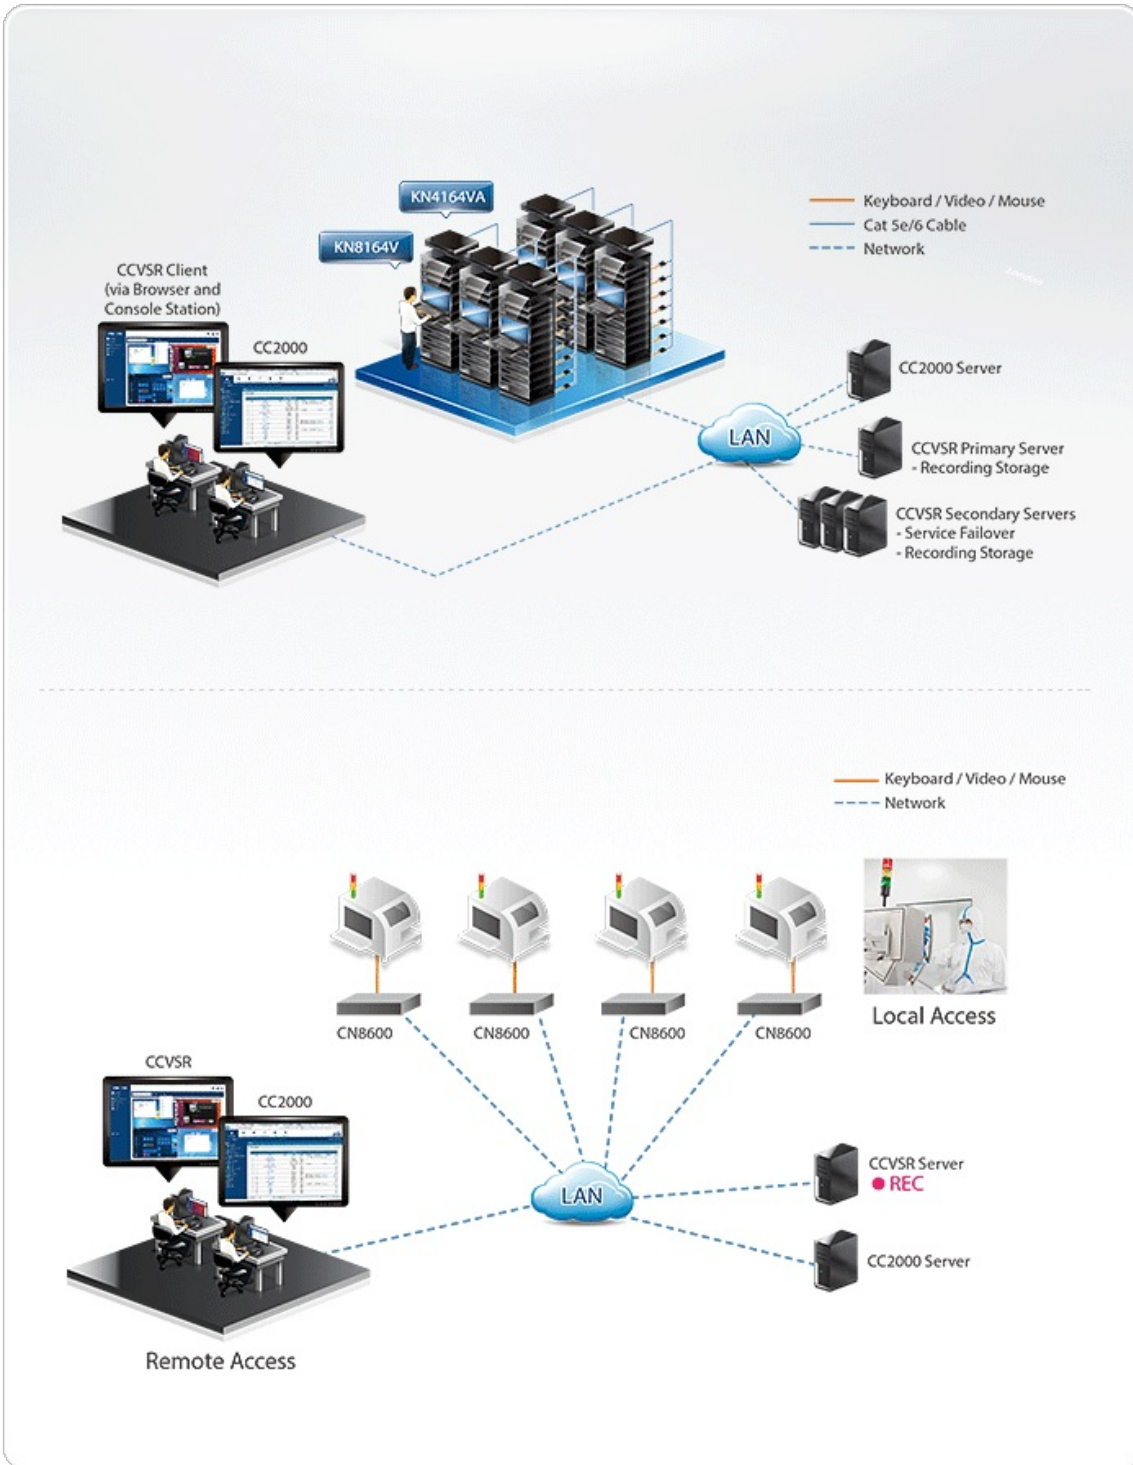 KN4164VA
KN8164V
Keyboard / Video / Mouse
Cat 5e/6 Cable
Network
CCVSR Client
(via Browser and
Console Station)
CC2000
CC2000 Server
LAN
CCVSR Primary Server
- Recording Storage
CCVSR Secondary Servers
- Service Failover
- Recording Storage
Keyboard / Video / Mouse
Network
CN8600
CN8600
CN8600
CN8600
Local Access
CCVSR
CC2000
LAN
CCVSR Server
REC
CC2000 Server
Remote Access